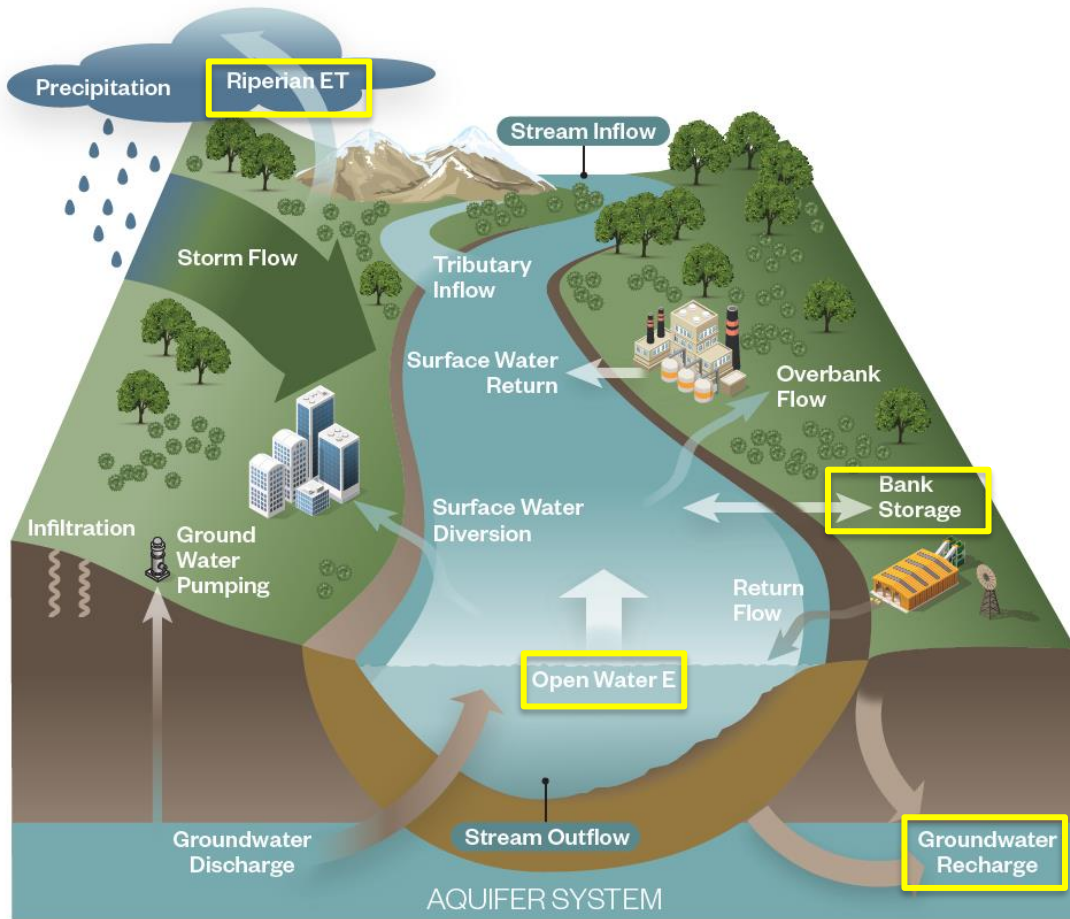 Precipitation
Riperian ET
Stream Inflow
Storm Flow
Tributary
Inflow
Surface Water
Return
Overbank
Flow
Bank
Storage
Surface Water
Diversion
Infiltration
Ground
Water
Pumping
Return
Flow
Open Water E
Groundwater
Discharge
Stream Outflow
Groundwater
Recharge
AQUIFER SYSTEM